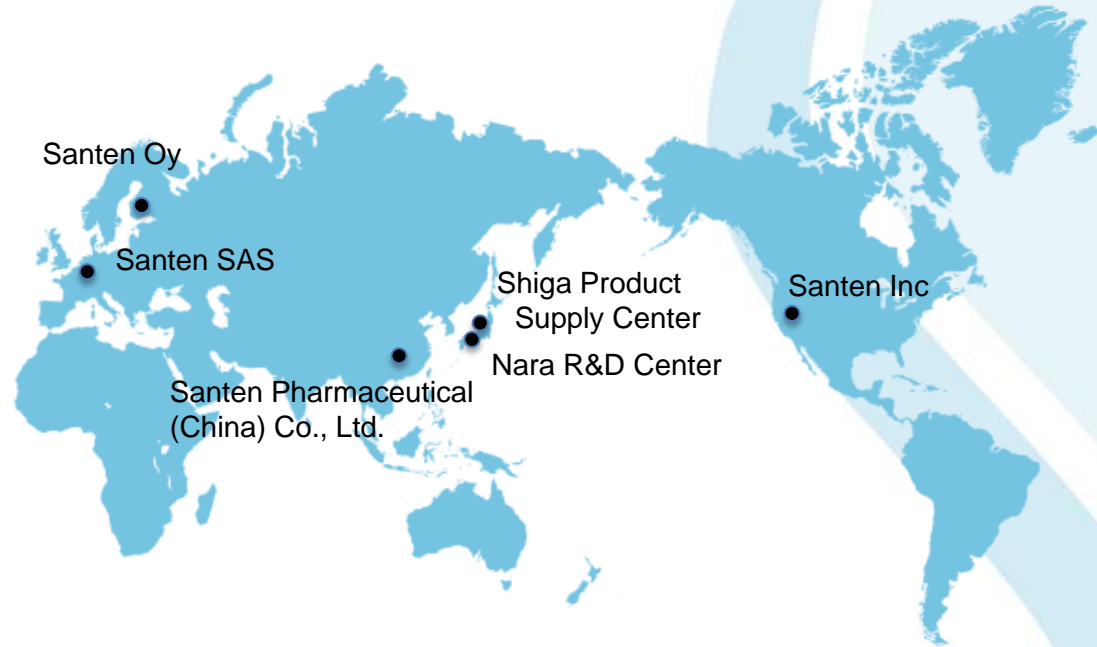 Santen Oy
Santen SAS
Shiga Product
Supply Center
Santen Inc
Nara R&D Center
Santen Pharmaceutical
(China) Co., Ltd.